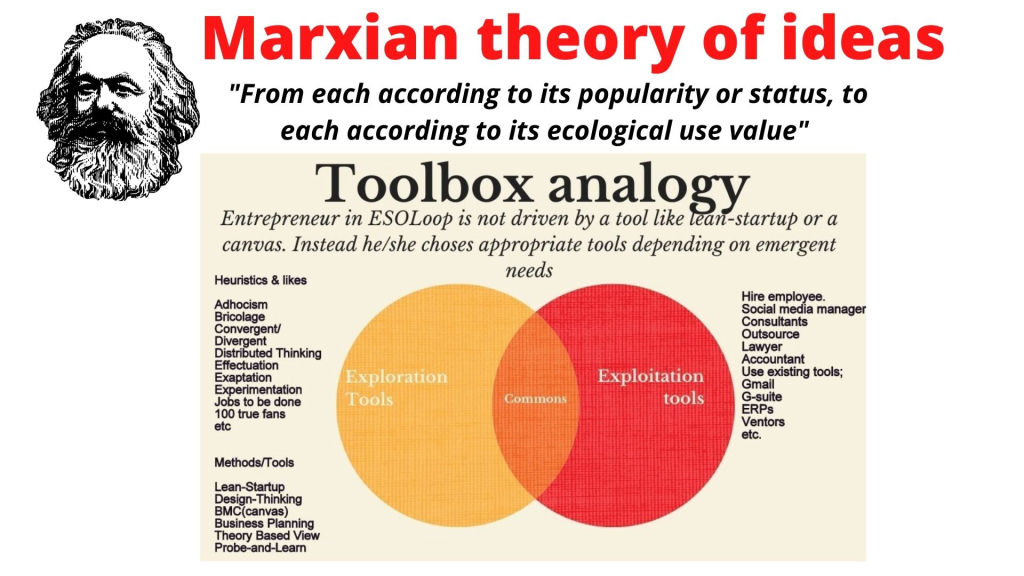 Marxian theory of ideas
"From each according to its popularity or status, to
each according to its ecological use value"
Toolbox analogy
Entrepreneur in ESOLoop is not driven by a tool like lean-startup or a
canvas. Instead he/she choses appropriate tools depending on emergent
needs
Heuristics & likes
Adhocism
Bricolage
Convergent/
Divergent
Distributed Thinking
Effectuation
Exaptation
Experimentation
Jobs to be done
100 true fans
etc
Methods/Tools
Lean-Startup
Design-Thinking
BMC(canvas)
Business Planning
Theory Based View
Probe-and-Learn
Exploration
Tools
Commons
Exploitation
tools
Hire employee.
Social media manager
Consultants
Outsource
Lawyer
Accountant
Use existing tools;
Gmail
G-suite
ERPs
Ventors
etc.